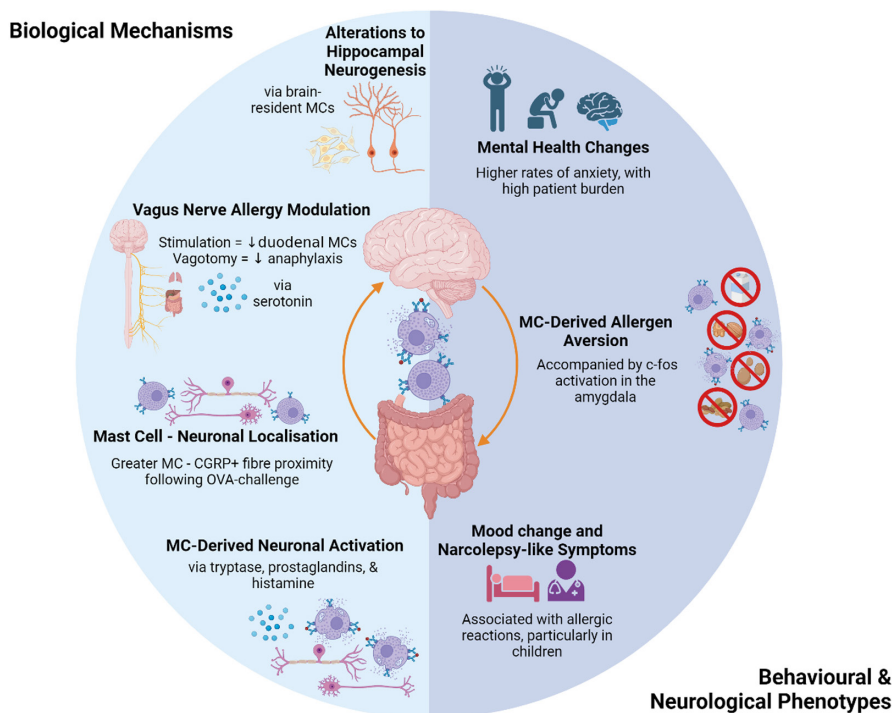 Biological Mechanisms
Alterations to
Hippocampal
Neurogenesis
via brain-
resident MCs
Vagus Nerve Allergy Modulation
Stimulation = ↓duodenal MCs
Vagotomy = ↓ anaphylaxis
via
serotonin
Mast Cell - Neuronal Localisation
Greater MC - CGRP+ fibre proximity
following OVA-challenge
MC-Derived Neuronal Activation
via tryptase, prostaglandins, &
histamine
Mental Health Changes
Higher rates of anxiety, with
high patient burden
MC-Derived Allergen
Aversion
Accompanied by c-fos
activation in the
amygdala
Mood change and
Narcolepsy-like Symptoms
Associated with allergic
reactions, particularly in
children
Behavioural &
Neurological Phenotypes